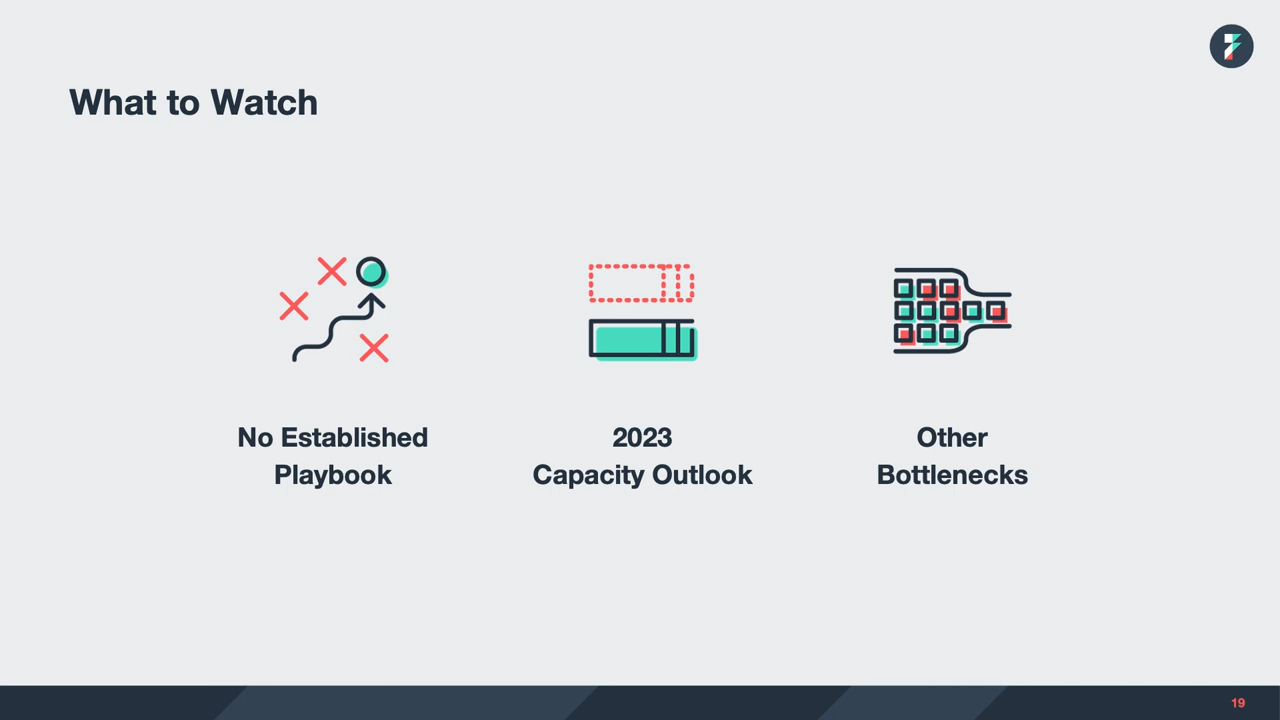 What to Watch
No Established
Playbook
2023
Capacity Outlook
Other
Bottlenecks
19